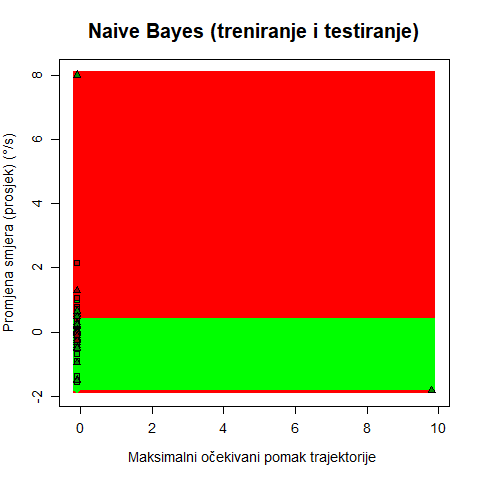 Naive Bayes (treniranje i testiranje)
Promjena smjera (prosjek) (°/s)
8
6
4
2
0
-2
0 2 4 6 8 10
Maksimalni očekivani pomak trajektorije